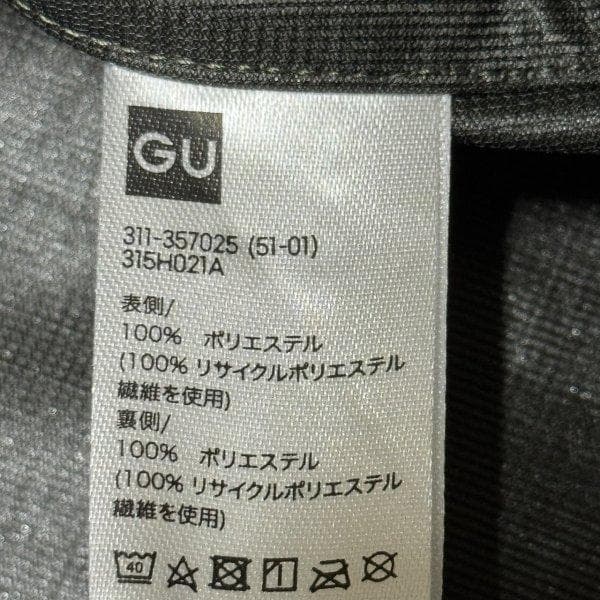 GU
311-357025 (51-01)
315H021A
表側/
100% ポリエステル
(100% リサイクルポリエステル
繊維を使用)
裏側/
100% ポリエステル
(100% リサイクルポリエステル
繊維を使用)
40